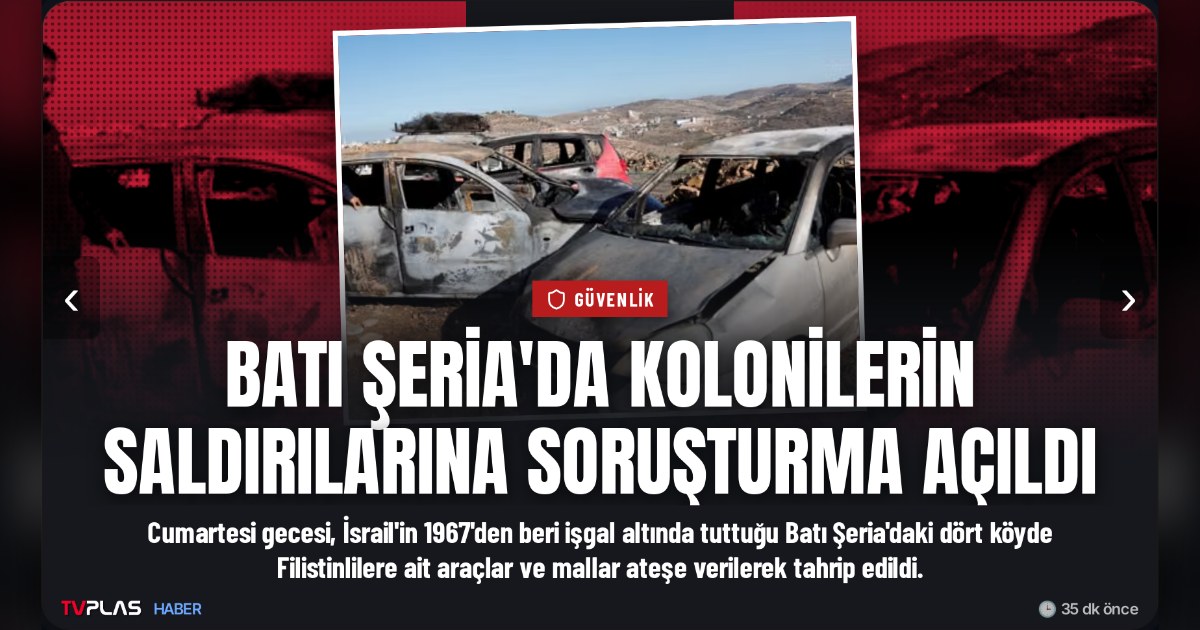 GÜVENLİK
BATI ŞERİA'DA KOLONİLERİN
SALDIRILARINA SORUŞTURMA AÇILDI
Cumartesi gecesi, İsrail'in 1967'den beri işgal altında tuttuğu Batı Şeria'daki dört köyde
Filistinlilere ait araçlar ve mallar ateşe verilerek tahrip edildi.
TVPLAS HABER
35 dk önce